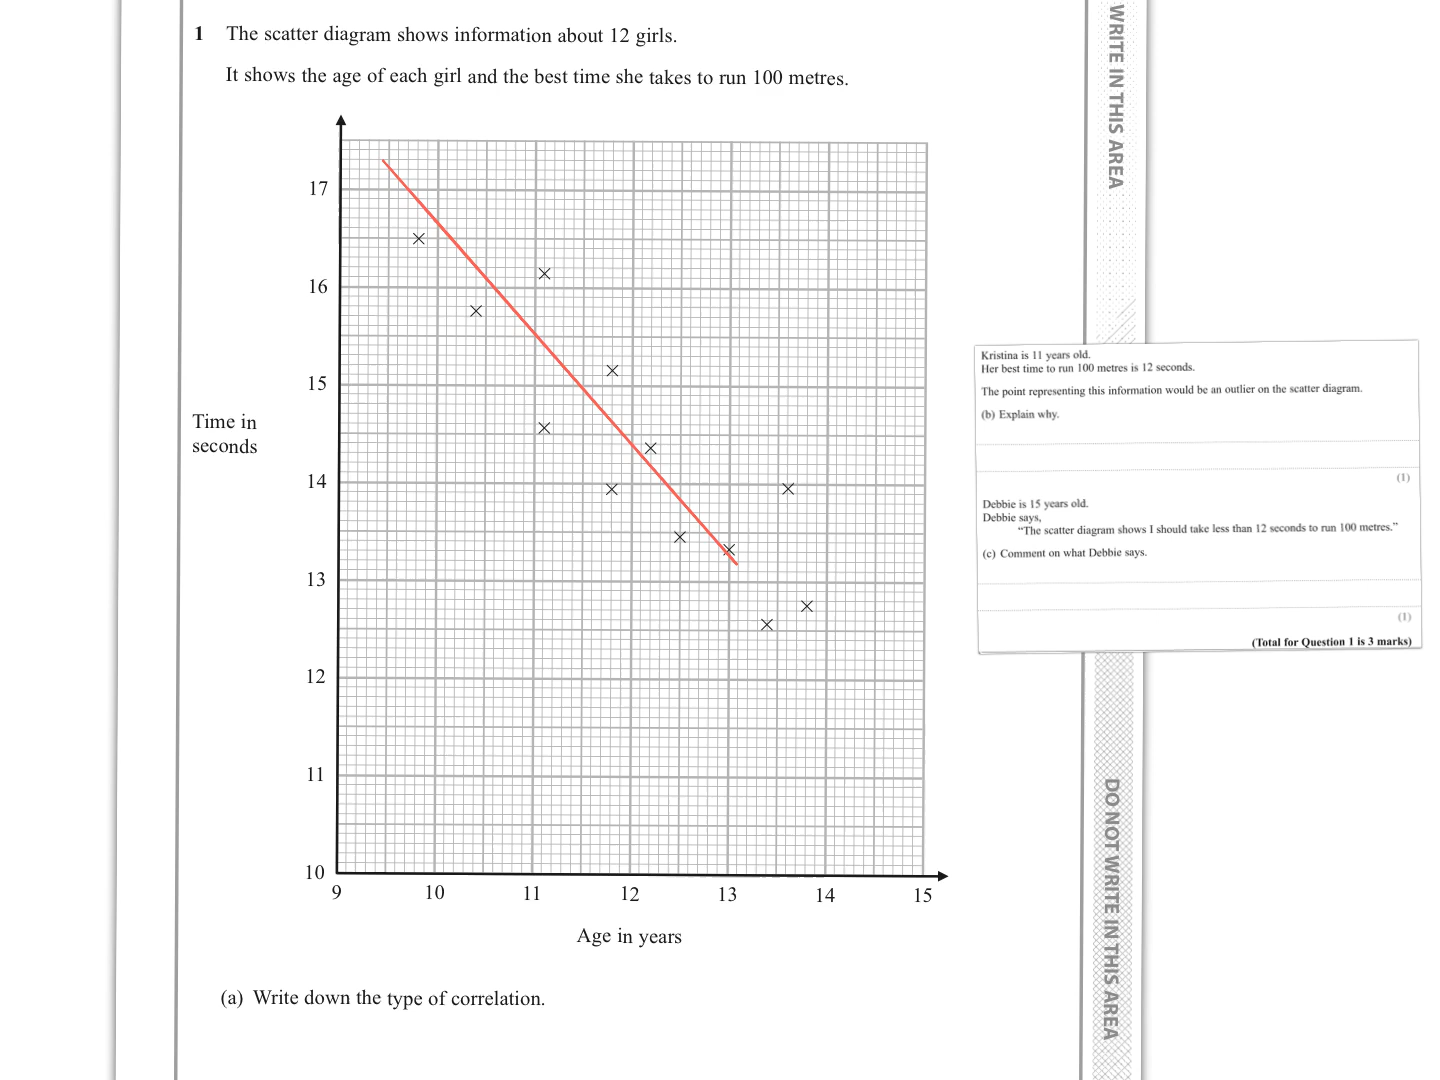 1 The scatter diagram shows information about 12 girls.
It shows the age of each girl and the best time she takes to run 100 metres.
17
16
15
Time in
seconds
14
13
12
11
10
9 10 11 12 13 14 15
Age in years
(a) Write down the type of correlation.
WRITE IN THIS AREA
Kristina is 11 years old.
Her best time to run 100 metres is 12 seconds.
The point representing this information would be an outlier on the scatter diagram.
(b) Explain why.
(1)
Debbie is 15 years old.
Debbie says,
“The scatter diagram shows I should take less than 12 seconds to run 100 metres.”
(c) Comment on what Debbie says.
(1)
(Total for Question 1 is 3 marks)
DO NOT WRITE IN THIS AREA